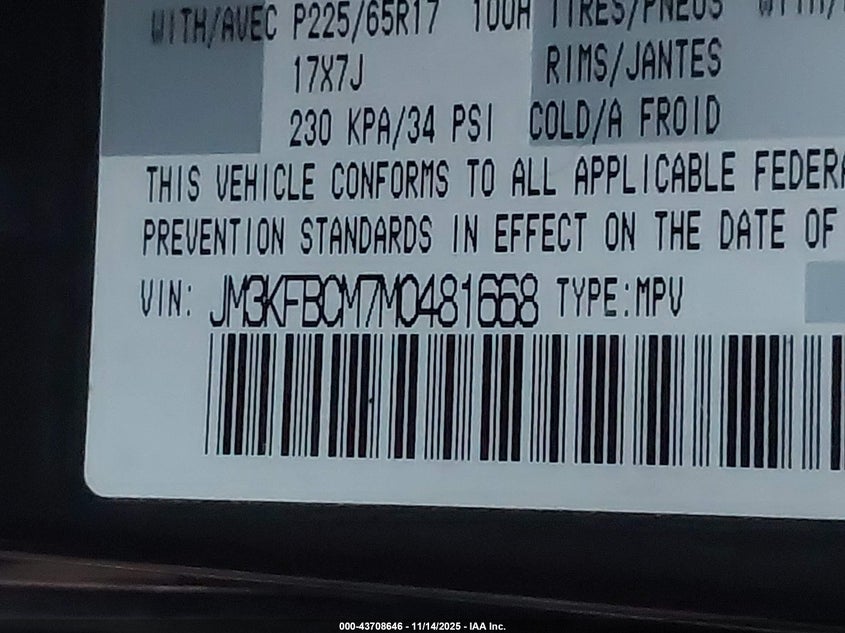 WITH/AVEC P225/65R17 100H TIRES/PNEUS WITH/
17X7J RIMS/JANTES
230 KPA/34 PSI COLD/A FROID
THIS VEHICLE CONFORMS TO ALL APPLICABLE FEDERA
PREVENTION STANDARDS IN EFFECT ON THE DATE OF
VIN: JM3KFBCM7M0481668 TYPE:MPV
000-43708646 - 11/14/2025 - IAA Inc.